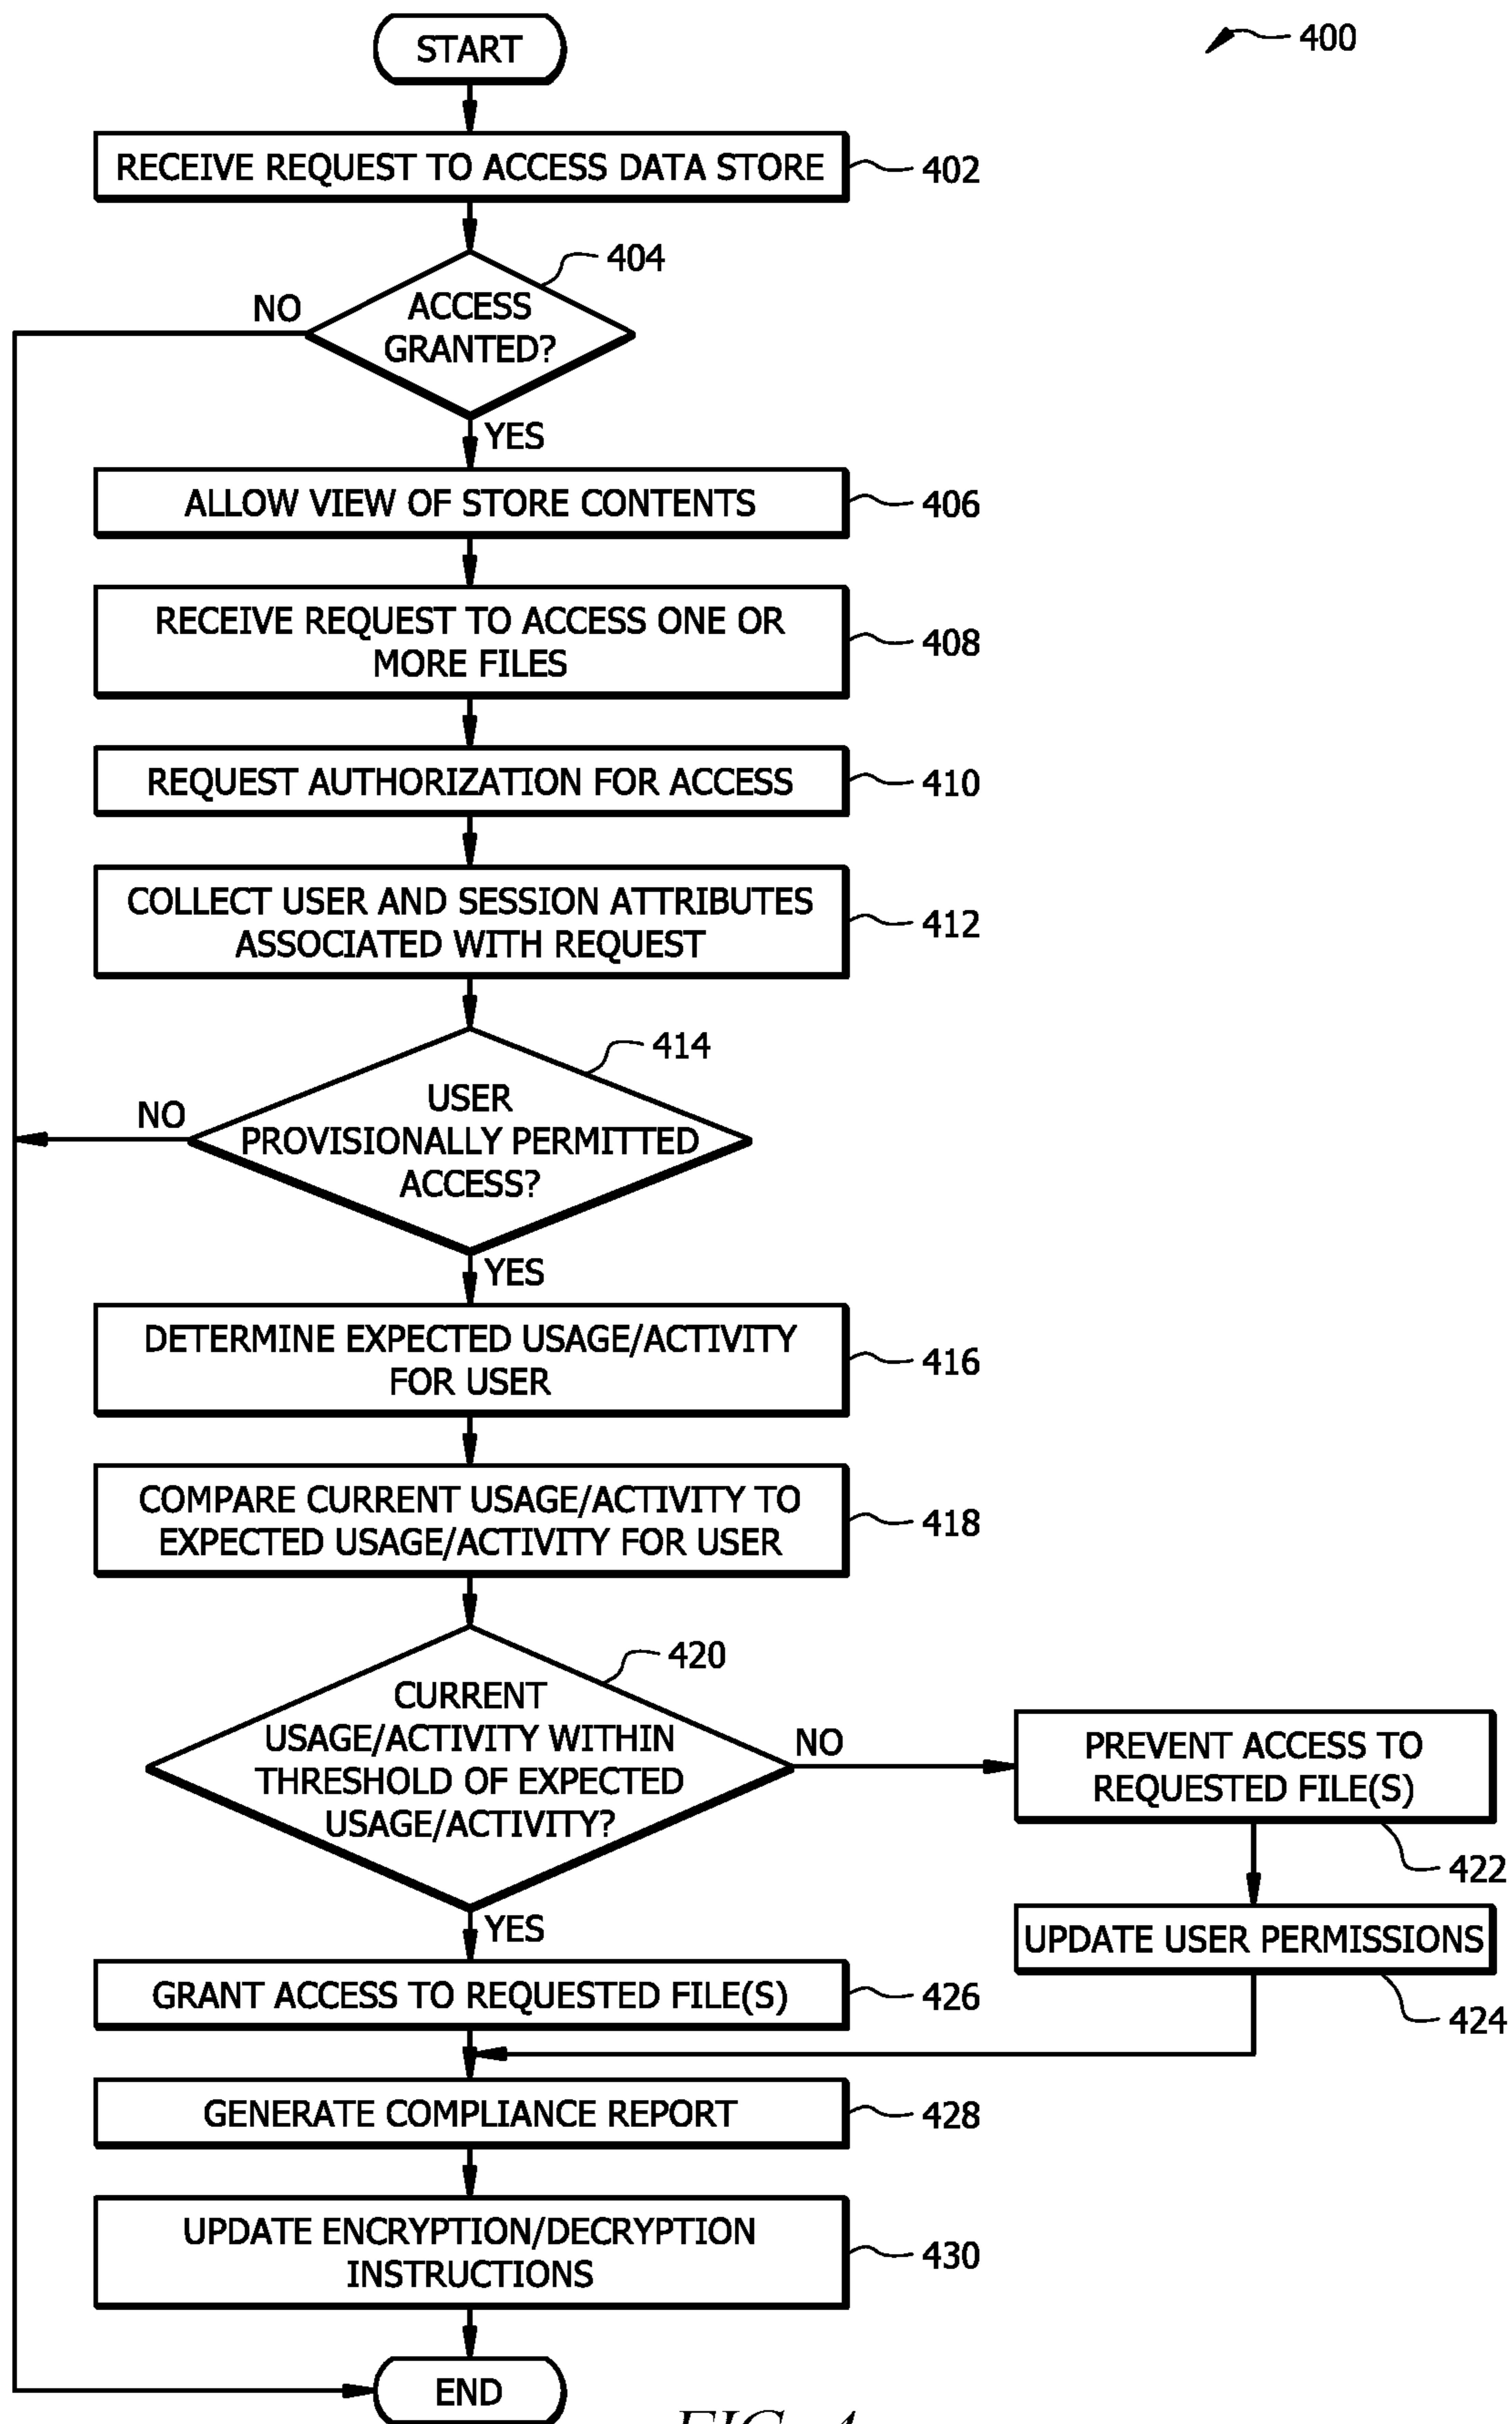 START
400
RECEIVE REQUEST TO ACCESS DATA STORE
402
404
NO
ACCESS
GRANTED?
YES
ALLOW VIEW OF STORE CONTENTS
406
RECEIVE REQUEST TO ACCESS ONE OR
MORE FILES
408
REQUEST AUTHORIZATION FOR ACCESS
410
COLLECT USER AND SESSION ATTRIBUTES
ASSOCIATED WITH REQUEST
412
414
NO
USER
PROVISIONALLY PERMITTED
ACCESS?
YES
DETERMINE EXPECTED USAGE/ACTIVITY
FOR USER
416
COMPARE CURRENT USAGE/ACTIVITY TO
EXPECTED USAGE/ACTIVITY FOR USER
418
420
CURRENT
USAGE/ACTIVITY WITHIN
THRESHOLD OF EXPECTED
USAGE/ACTIVITY?
NO
PREVENT ACCESS TO
REQUESTED FILE(S)
422
YES
UPDATE USER PERMISSIONS
424
GRANT ACCESS TO REQUESTED FILE(S)
426
GENERATE COMPLIANCE REPORT
428
UPDATE ENCRYPTION/DECRYPTION
INSTRUCTIONS
430
END